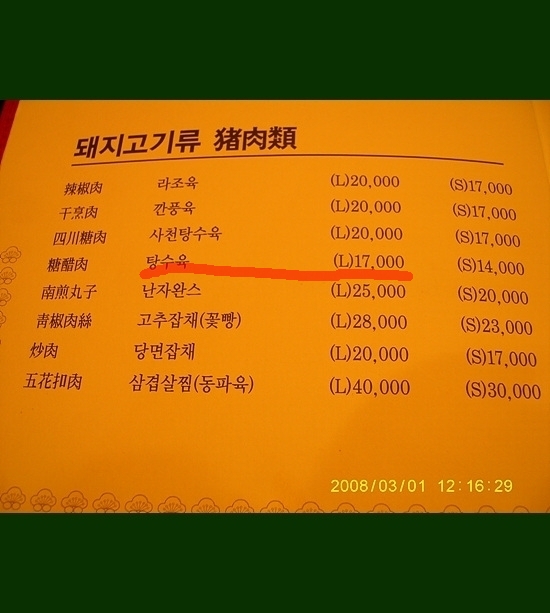 돼지고기류 猪肉類
辣椒肉 라조육 (L)20,000 (S)17,000
干烹肉 깐풍육 (L)20,000 (S)17,000
四川糖肉 사천탕수육 (L)20,000 (S)17,000
糖醋肉 탕수육 (L)17,000 (S)14,000
南煎丸子 난자완스 (L)25,000 (S)20,000
靑椒肉絲 고추잡채(꽃빵) (L)28,000 (S)23,000
炒肉 당면잡채 (L)20,000 (S)17,000
五花扣肉 삼겹살찜(동파육) (L)40,000 (S)30,000
2008/03/01 12:16:29